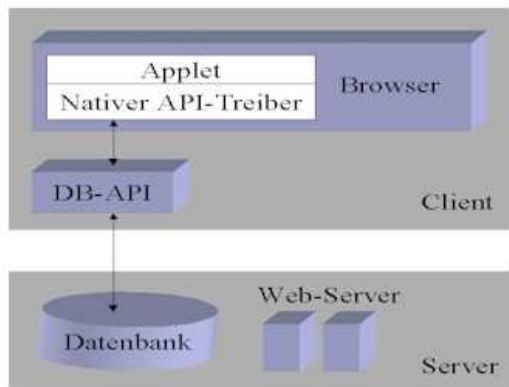 Applet
Nativer API-Treiber
Browser
DB-API
Client
Web-Server
Datenbank
Server